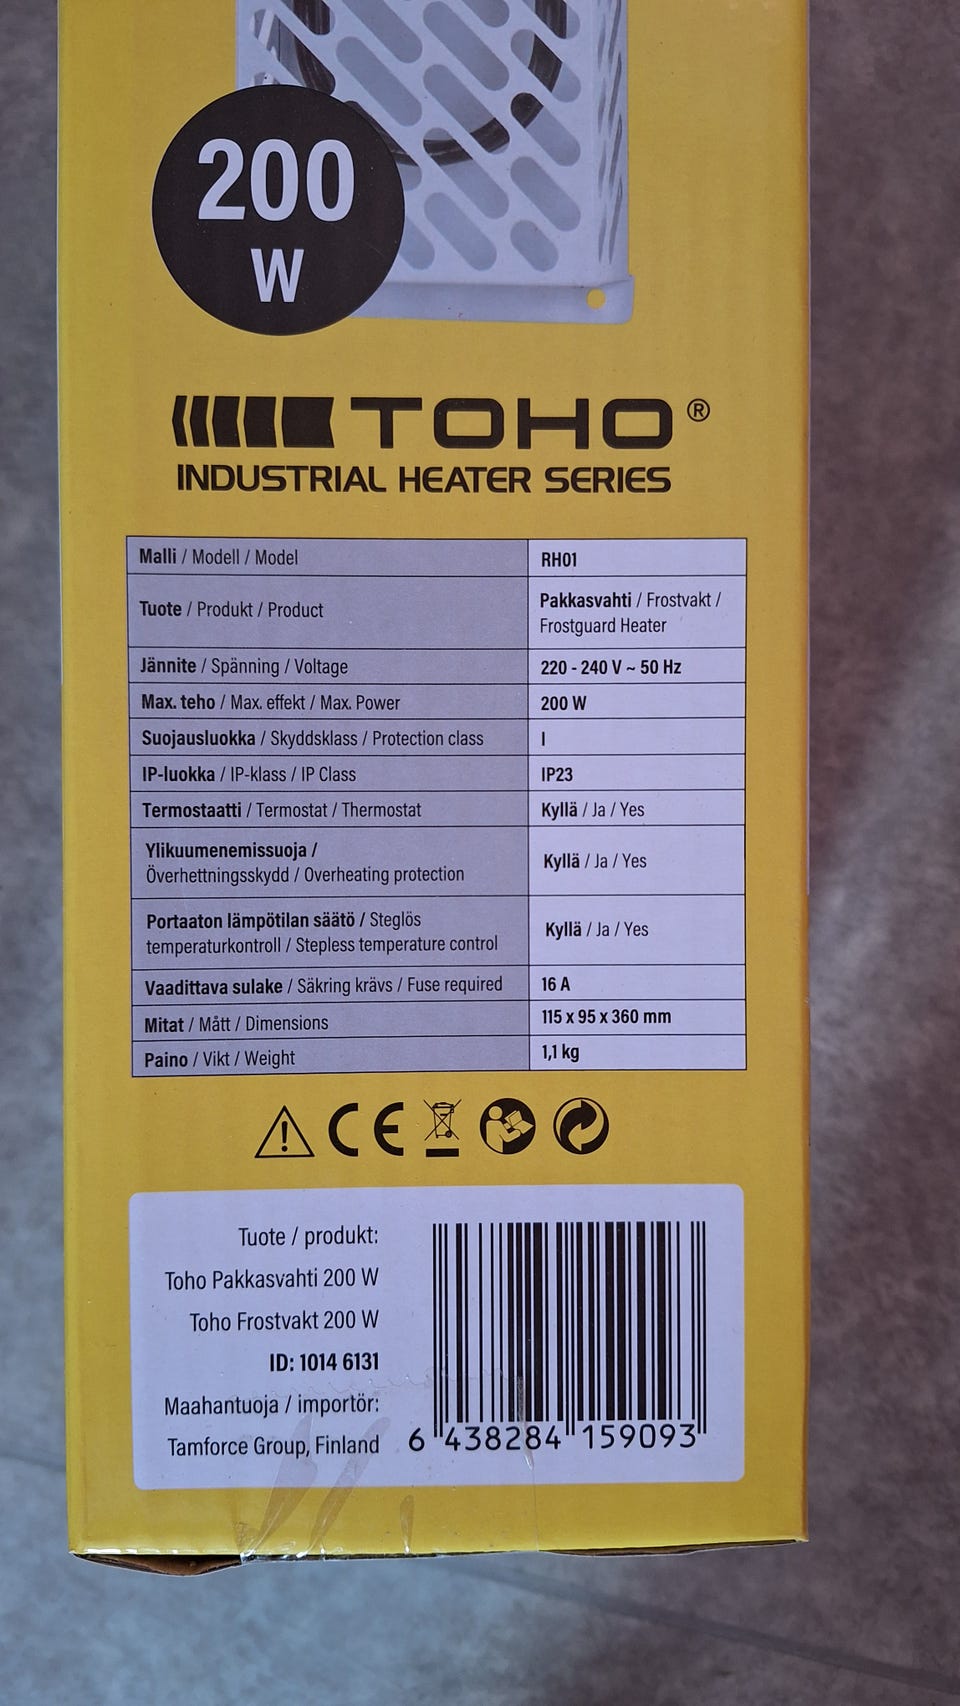 200
W
TOHO®
INDUSTRIAL HEATER SERIES
Malli / Modell / Model RH01
Tuote / Produkt / Product Pakkasvahti / Frostvakt /
Frostguard Heater
Jännite / Spänning / Voltage 220 - 240 V ~ 50 Hz
Max. teho / Max. effekt / Max. Power 200 W
Suojausluokka / Skyddsklass / Protection class I
IP-luokka / IP-klass / IP Class IP23
Termostaatti / Termostat / Thermostat Kyllä / Ja / Yes
Ylikuumenemissuoja /
Överhettningsskydd / Overheating protection Kyllä / Ja / Yes
Portaaton lämpötilan säätö / Steglös
temperaturkontroll / Stepless temperature control Kyllä / Ja / Yes
Vaadittava sulake / Säkring krävs / Fuse required 16 A
Mitat / Mått / Dimensions 115 x 95 x 360 mm
Paino / Vikt / Weight 1,1 kg
CE
Tuote / produkt:
Toho Pakkasvahti 200 W
Toho Frostvakt 200 W
ID: 1014 6131
Maahantuoja / importör:
Tamforce Group, Finland
6 438284 159093